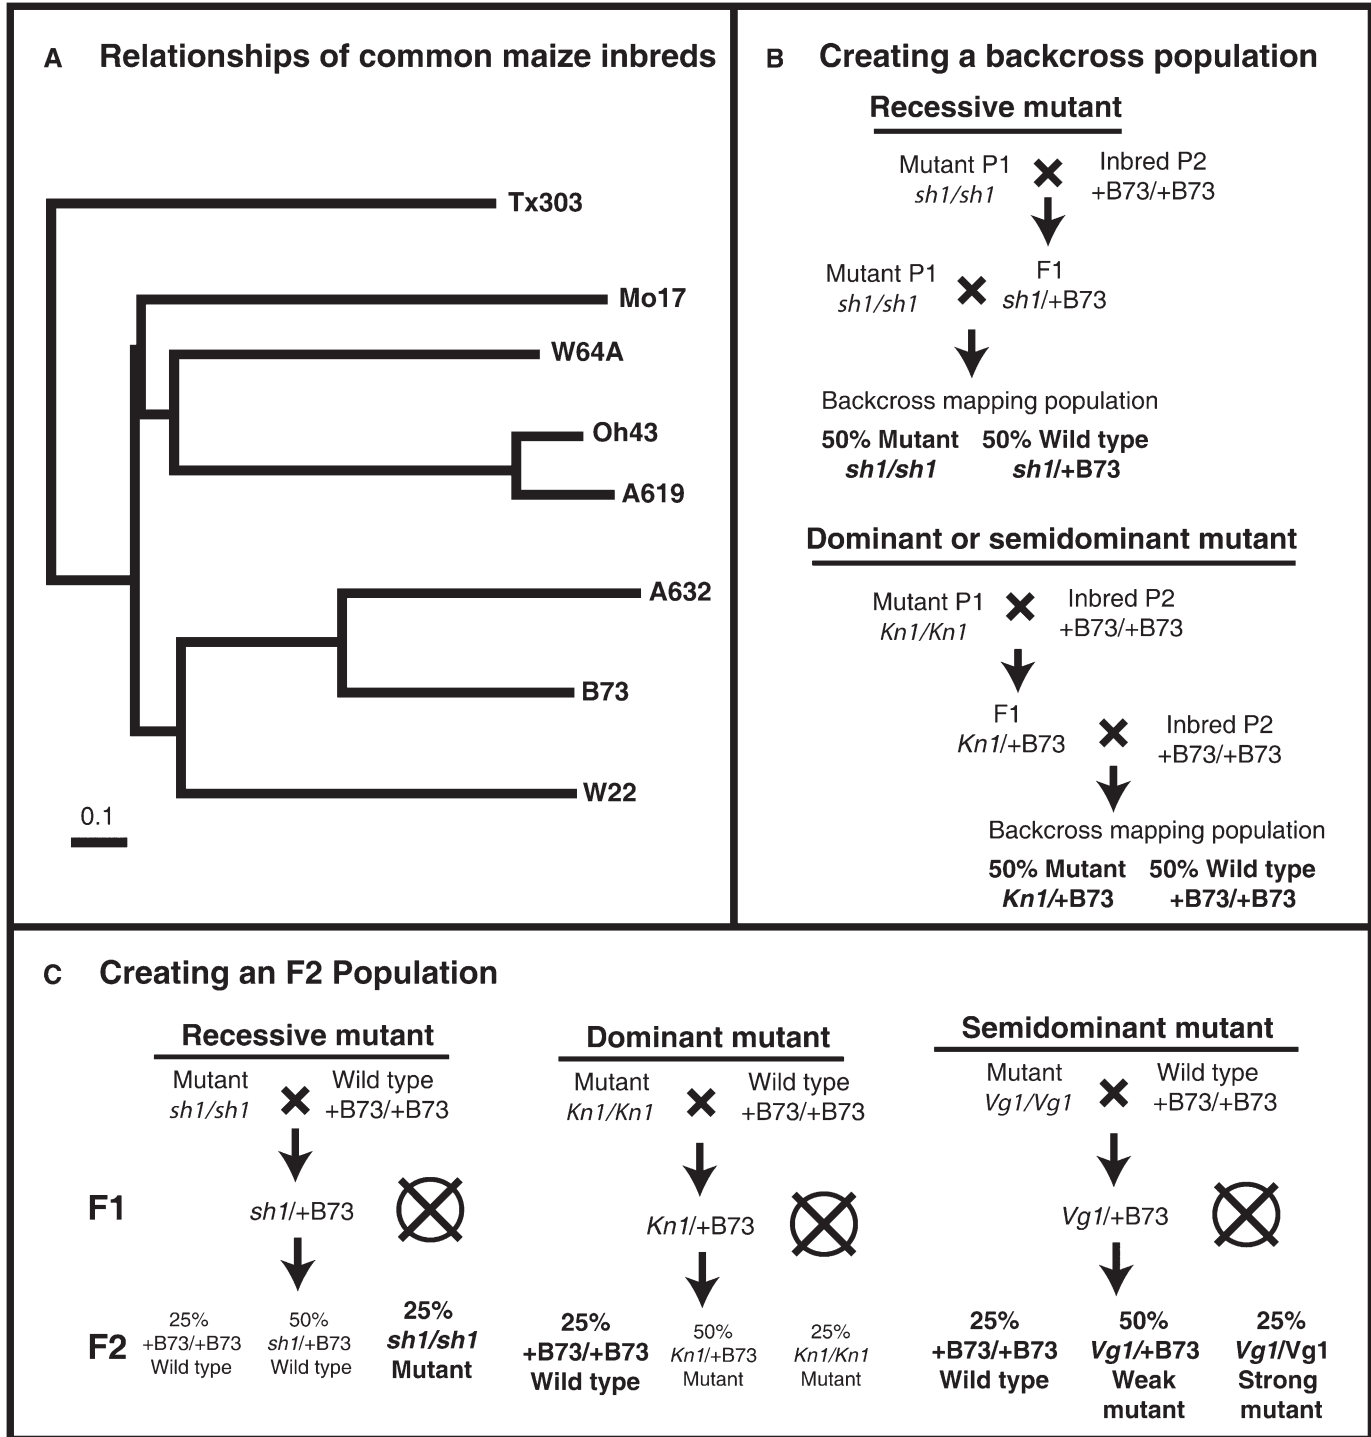 A Relationships of common maize inbreds
Tx303
Mo17
W64A
Oh43
A619
A632
B73
W22
0.1
B Creating a backcross population
Recessive mutant
Mutant P1
sh1/sh1
Inbred P2
+B73/+B73
Mutant P1
sh1/sh1
F1
sh1/+B73
Backcross mapping population
50% Mutant 50% Wild type
sh1/sh1 sh1/+B73
Dominant or semidominant mutant
Mutant P1
Kn1/Kn1
Inbred P2
+B73/+B73
F1
Kn1/+B73
Inbred P2
+B73/+B73
Backcross mapping population
50% Mutant 50% Wild type
Kn1/+B73 +B73/+B73
C Creating an F2 Population
Recessive mutant
Mutant
sh1/sh1
Wild type
+B73/+B73
F1
sh1/+B73
F2
25%
+B73/+B73
Wild type
50%
sh1/+B73
Wild type
25%
sh1/sh1
Mutant
Dominant mutant
Mutant
Kn1/Kn1
Wild type
+B73/+B73
Kn1/+B73
25%
+B73/+B73
Wild type
50%
Kn1/+B73
Mutant
25%
Kn1/Kn1
Mutant
Semidominant mutant
Mutant
Vg1/Vg1
Wild type
+B73/+B73
Vg1/+B73
25%
+B73/+B73
Wild type
50%
Vg1/+B73
Weak
mutant
25%
Vg1/Vg1
Strong
mutant